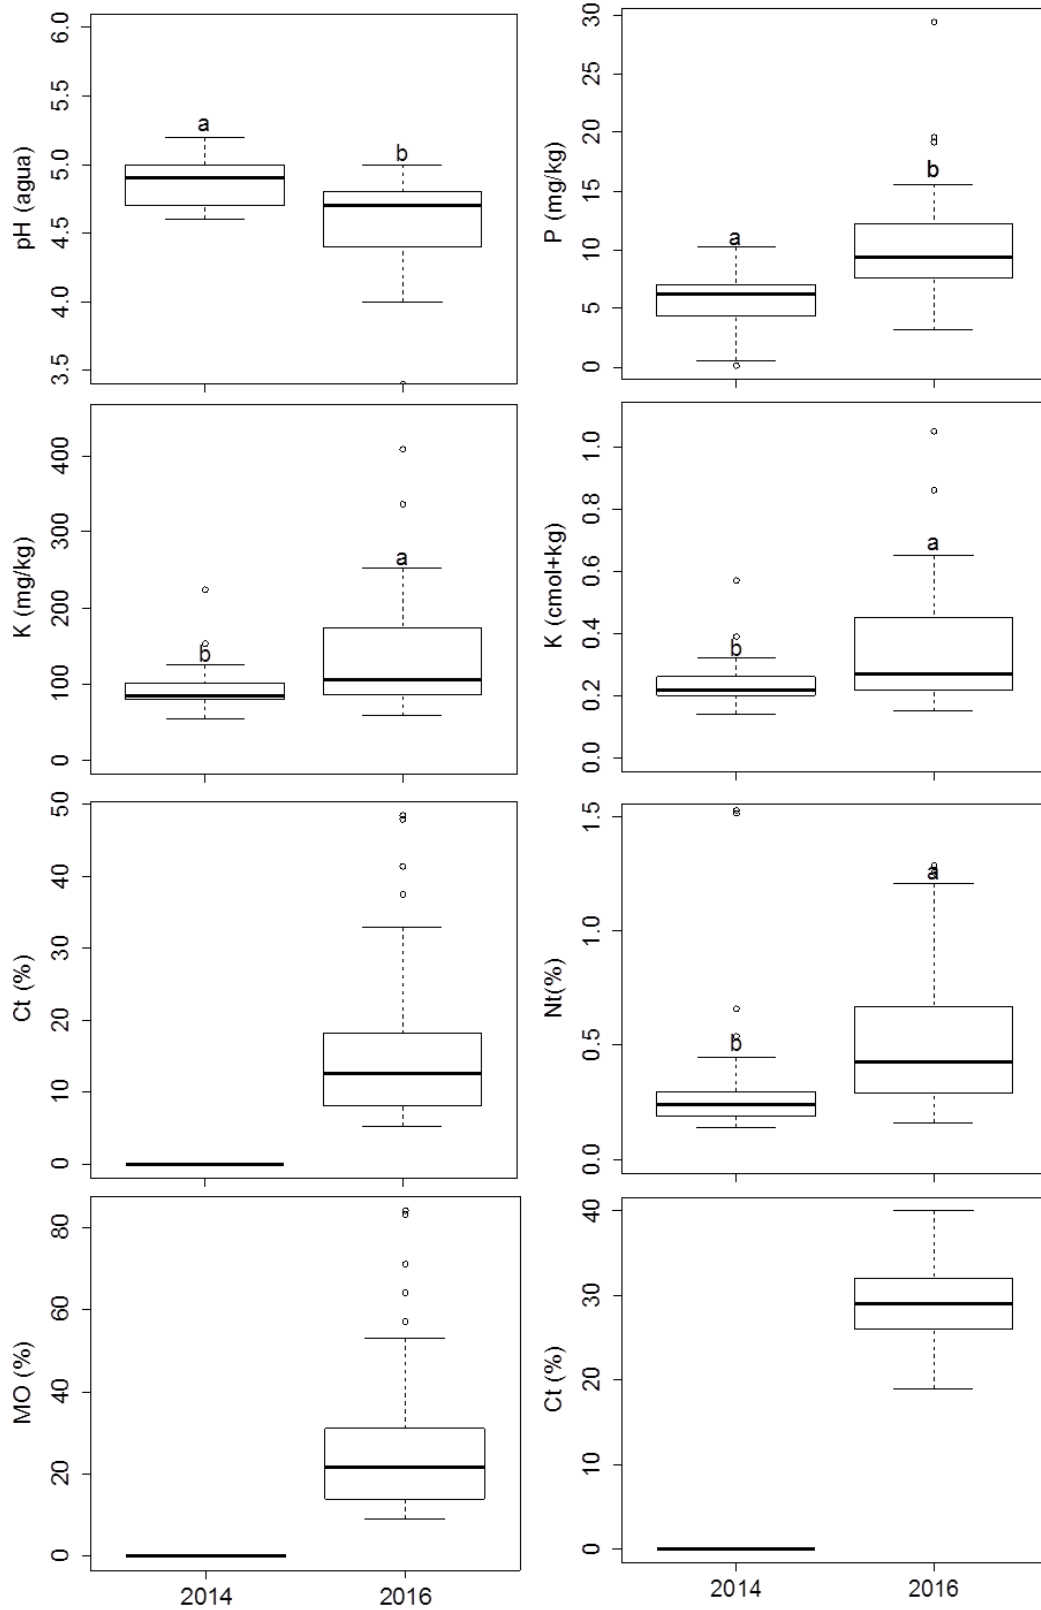 pH (agua)
3.5 4.0 4.5 5.0 5.5 6.0
a
b
P (mg/kg)
0 5 10 15 20 25 30
a
b
K (mg/kg)
0 100 200 300 400
b
a
K (cmol+kg)
0.0 0.2 0.4 0.6 0.8 1.0
b
a
Ct (%)
0 10 20 30 40 50
Nt(%)
0.0 0.5 1.0 1.5
b
a
MO (%)
0 20 40 60 80
2014 2016
Ct (%)
0 10 20 30 40
2014 2016